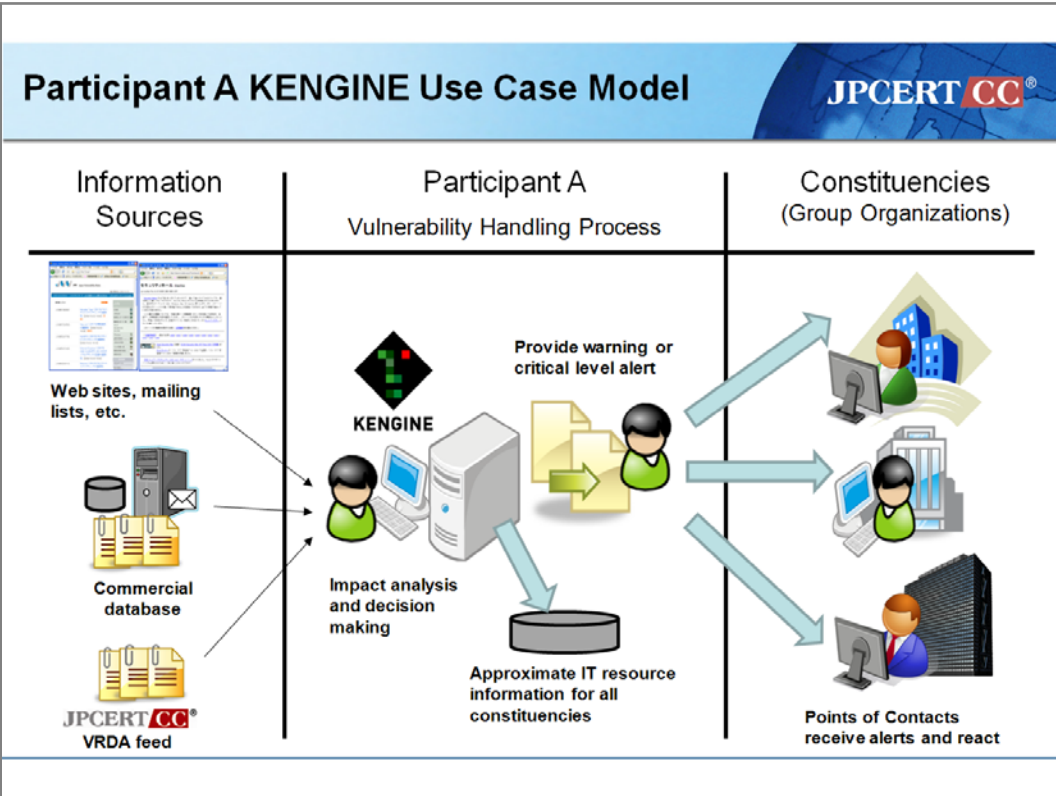 Participant A KENGINE Use Case Model
JPCERT CC®
Information
Sources
Participant A
Vulnerability Handling Process
Constituencies
(Group Organizations)
Web sites, mailing
lists, etc.
KENGINE
Provide warning or
critical level alert
Commercial
database
Impact analysis
and decision
making
Approximate IT resource
information for all
constituencies
JPCERT CC®
VRDA feed
Points of Contacts
receive alerts and react